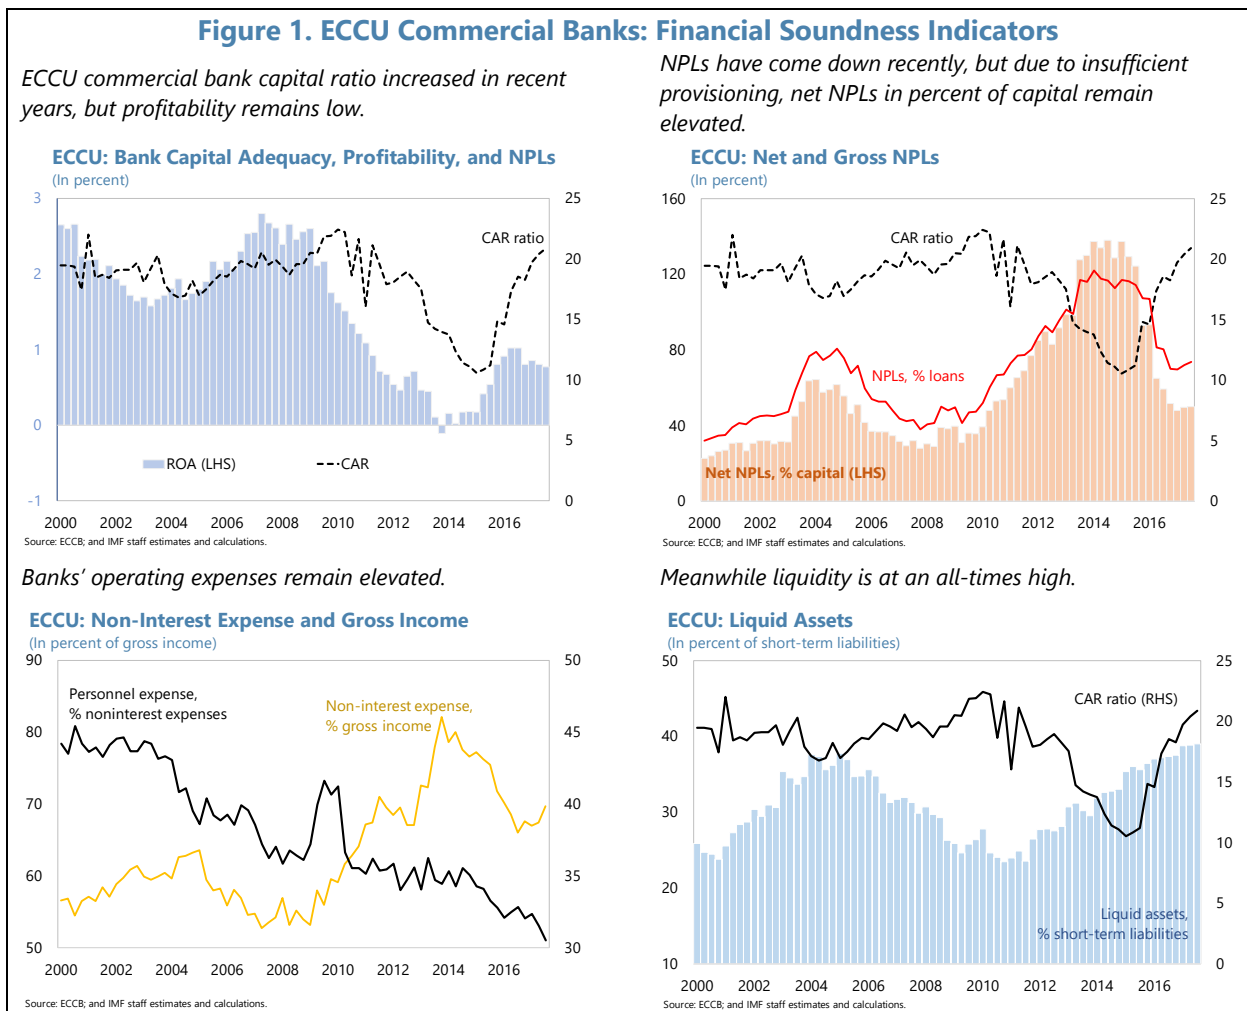 Figure 1. ECCU Commercial Banks: Financial Soundness Indicators
ECCU commercial bank capital ratio increased in recent
years, but profitability remains low.
ECCU: Bank Capital Adequacy, Profitability, and NPLs
(In percent)
3
2
1
0
-1
25
20
15
10
5
0
CAR ratio
ROA (LHS)
CAR
2000 2002 2004 2006 2008 2010 2012 2014 2016
Source: ECCB; and IMF staff estimates and calculations.
NPLs have come down recently, but due to insufficient
provisioning, net NPLs in percent of capital remain
elevated.
ECCU: Net and Gross NPLs
(In percent)
160
120
80
40
0
25
20
15
10
5
0
CAR ratio
NPLs, % loans
Net NPLs, % capital (LHS)
2000 2002 2004 2006 2008 2010 2012 2014 2016
Source: ECCB; and IMF staff estimates and calculations.
Banks' operating expenses remain elevated.
ECCU: Non-Interest Expense and Gross Income
(In percent of gross income)
90
80
70
60
50
50
45
40
35
30
Personnel expense,
% noninterest expenses
Non-interest expense,
% gross income
2000 2002 2004 2006 2008 2010 2012 2014 2016
Source: ECCB; and IMF staff estimates and calculations.
Meanwhile liquidity is at an all-times high.
ECCU: Liquid Assets
(In percent of short-term liabilities)
50
40
30
20
10
25
20
15
10
5
0
CAR ratio (RHS)
Liquid assets,
% short-term liabilities
2000 2002 2004 2006 2008 2010 2012 2014 2016
Source: ECCB; and IMF staff estimates and calculations.